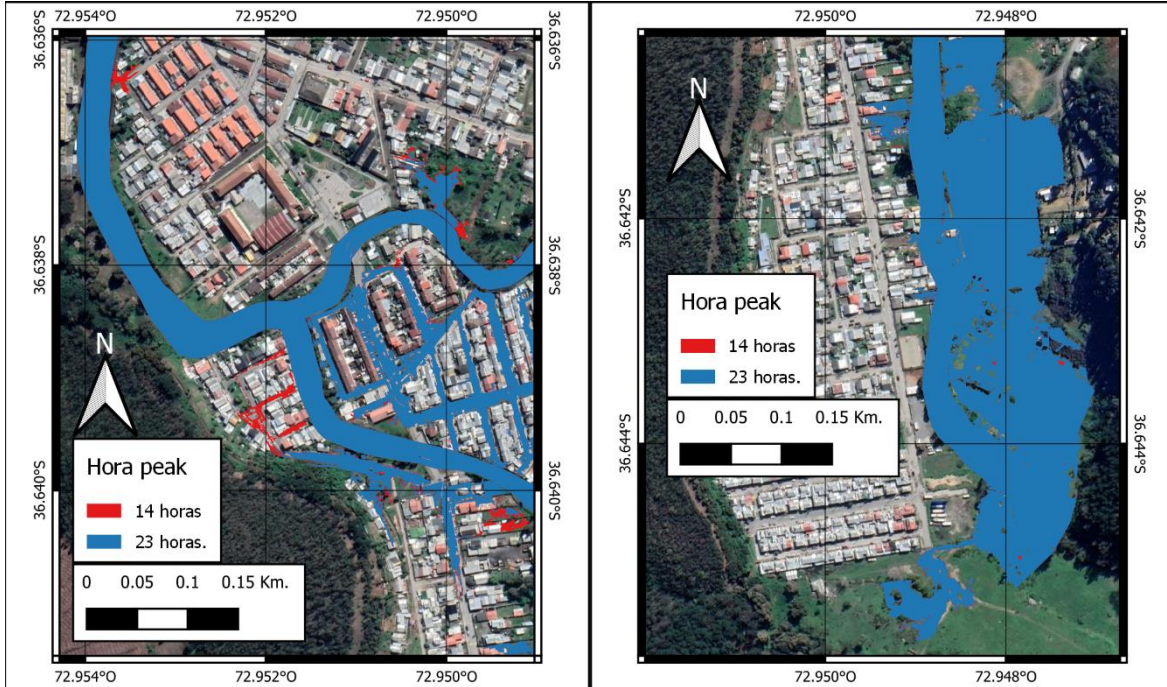 72.954°O 72.952°O 72.950°O
36.636°S 36.636°S
N
36.638°S 36.638°S
Hora peak
14 horas
23 horas.
0 0.05 0.1 0.15 Km.
36.640°S 36.640°S
72.954°O 72.952°O 72.950°O
72.950°O 72.948°O
N
36.642°S 36.642°S
Hora peak
14 horas
23 horas.
0 0.05 0.1 0.15 Km.
36.644°S 36.644°S
72.950°O 72.948°O